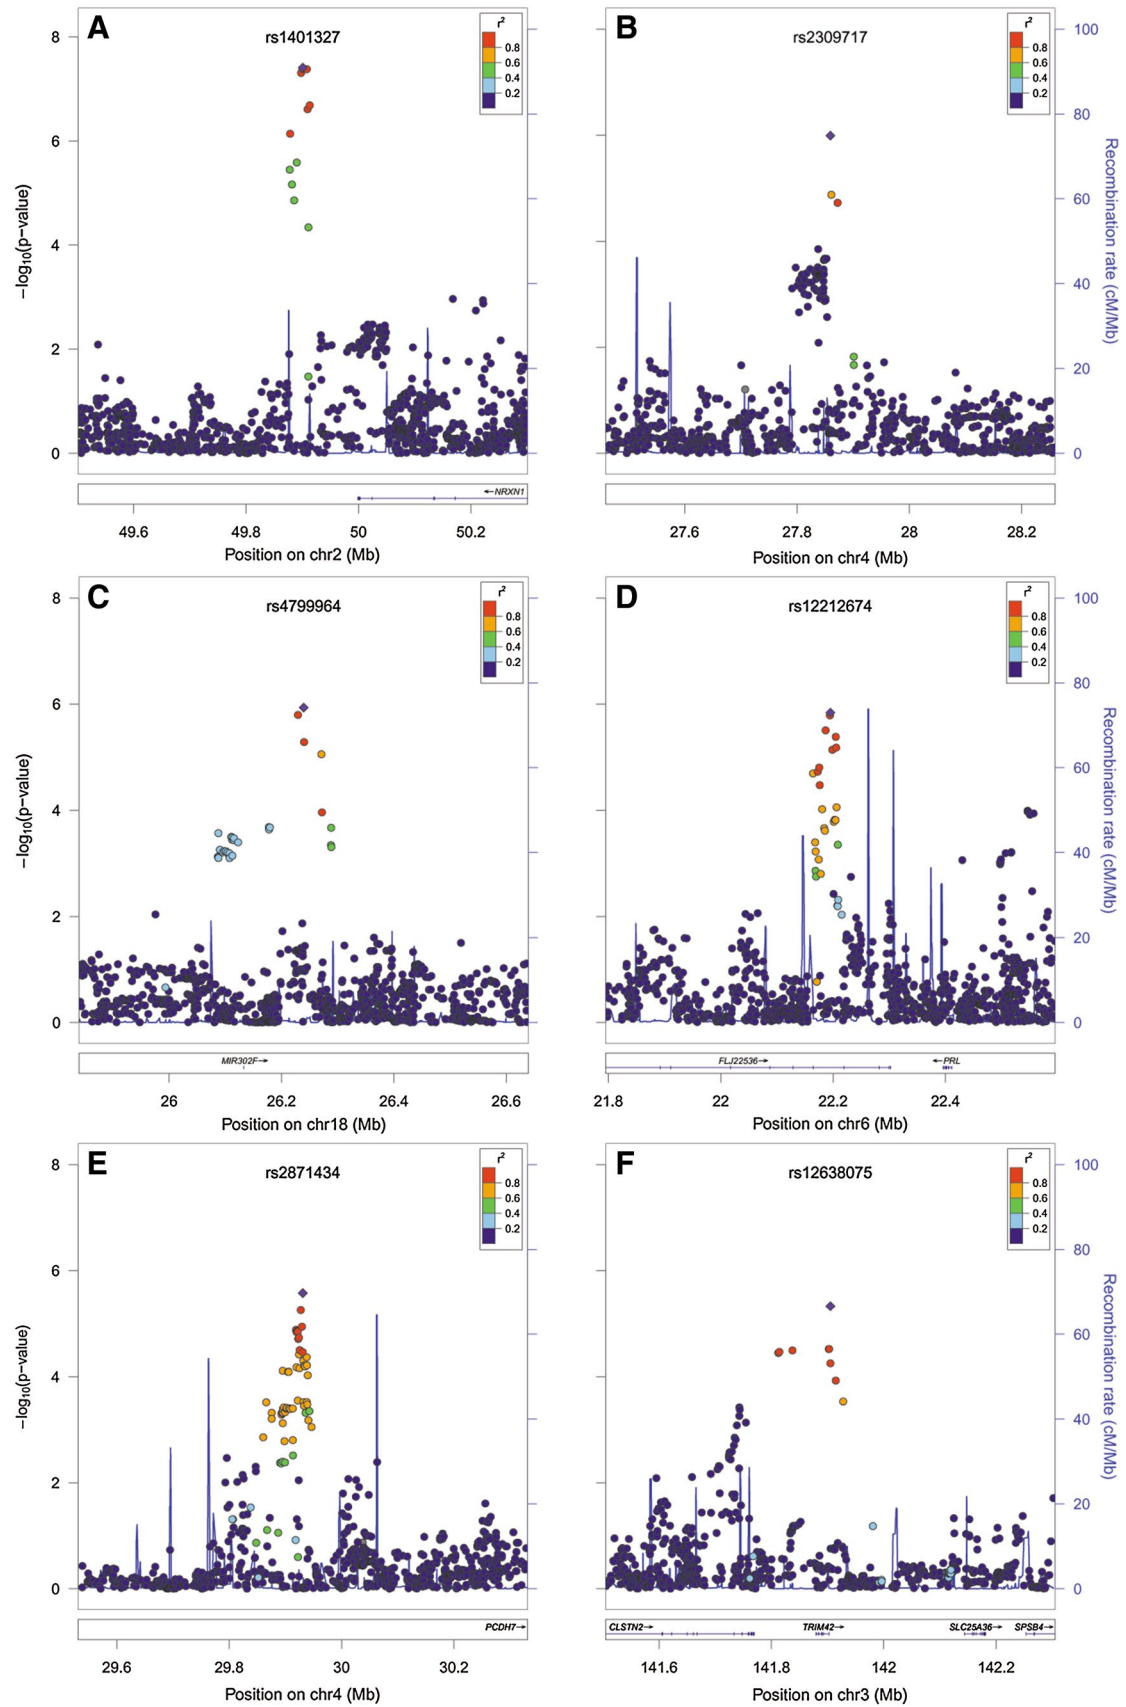 A
rs1401327
r²
0.8
0.6
0.4
0.2
8
6
4
2
0
−log10(p−value)
←NRXN1
49.6 49.8 50 50.2
Position on chr2 (Mb)
B
rs2309717
r²
0.8
0.6
0.4
0.2
100
80
60
40
20
0
Recombination rate (cM/Mb)
27.6 27.8 28 28.2
Position on chr4 (Mb)
C
rs4799964
r²
0.8
0.6
0.4
0.2
8
6
4
2
0
−log10(p−value)
MIR302F→
26 26.2 26.4 26.6
Position on chr18 (Mb)
D
rs12212674
r²
0.8
0.6
0.4
0.2
100
80
60
40
20
0
Recombination rate (cM/Mb)
FLJ22536→ ←PRL
21.8 22 22.2 22.4
Position on chr6 (Mb)
E
rs2871434
r²
0.8
0.6
0.4
0.2
8
6
4
2
0
−log10(p−value)
PCDH7→
29.6 29.8 30 30.2
Position on chr4 (Mb)
F
rs12638075
r²
0.8
0.6
0.4
0.2
100
80
60
40
20
0
Recombination rate (cM/Mb)
CLSTN2→ TRIM42→ SLC25A36→ SPSB4→
141.6 141.8 142 142.2
Position on chr3 (Mb)